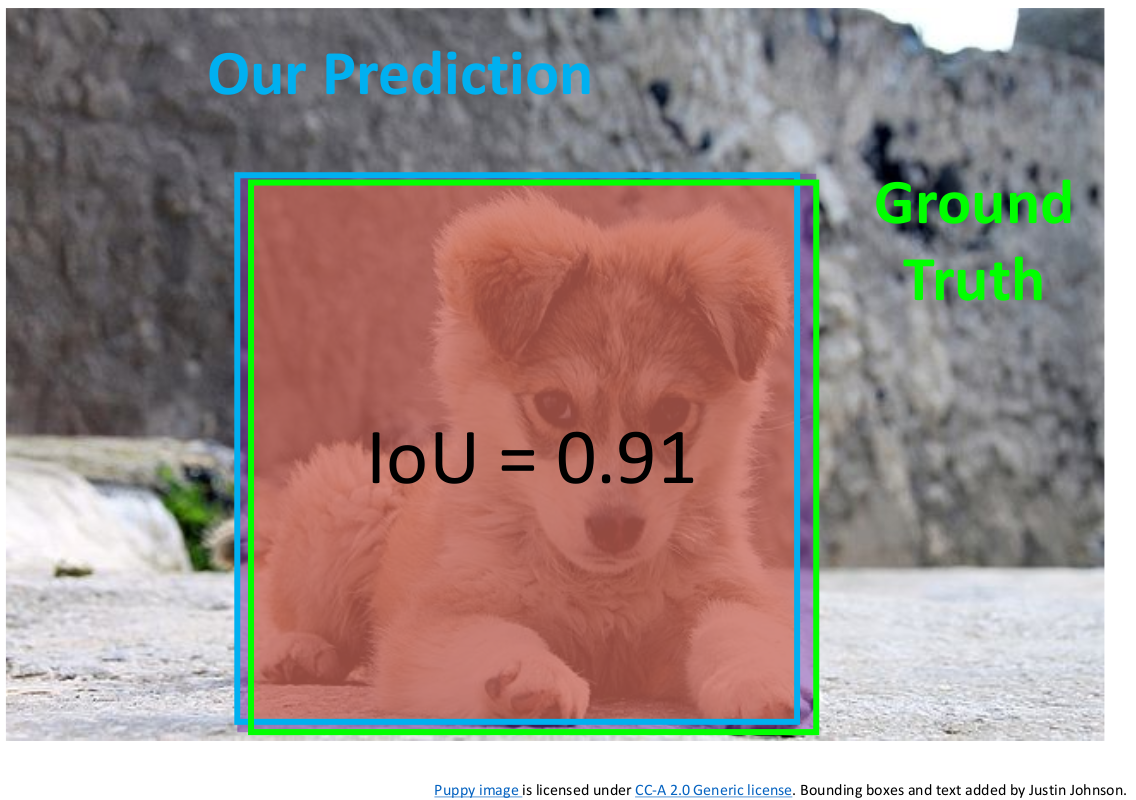 Our Prediction
Ground
Truth
IoU = 0.91
Puppy image is licensed under CC-A 2.0 Generic license. Bounding boxes and text added by Justin Johnson.